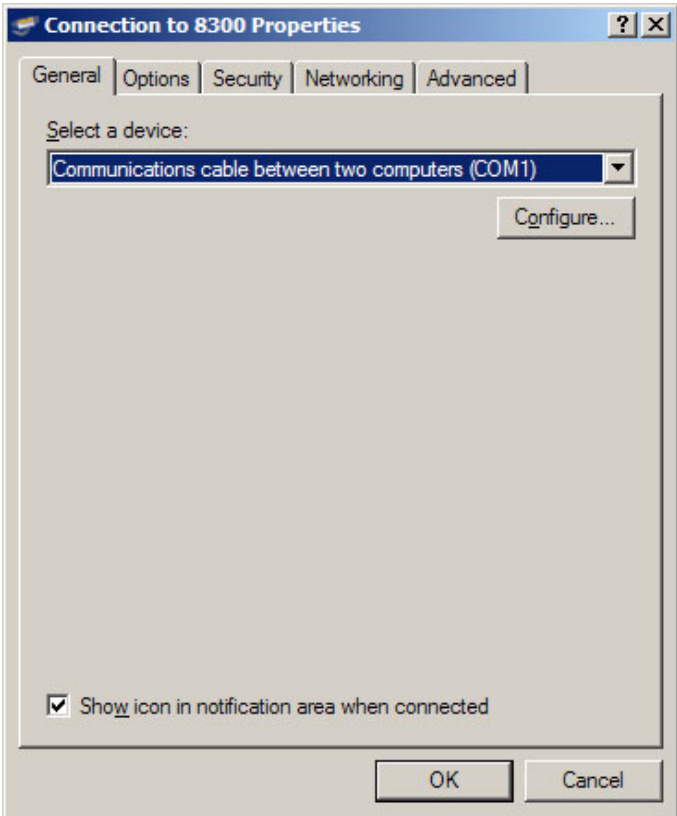 Connection to 8300 Properties
General Options Security Networking Advanced
Select a device:
Communications cable between two computers (COM1)
Configure...
Show icon in notification area when connected
OK Cancel